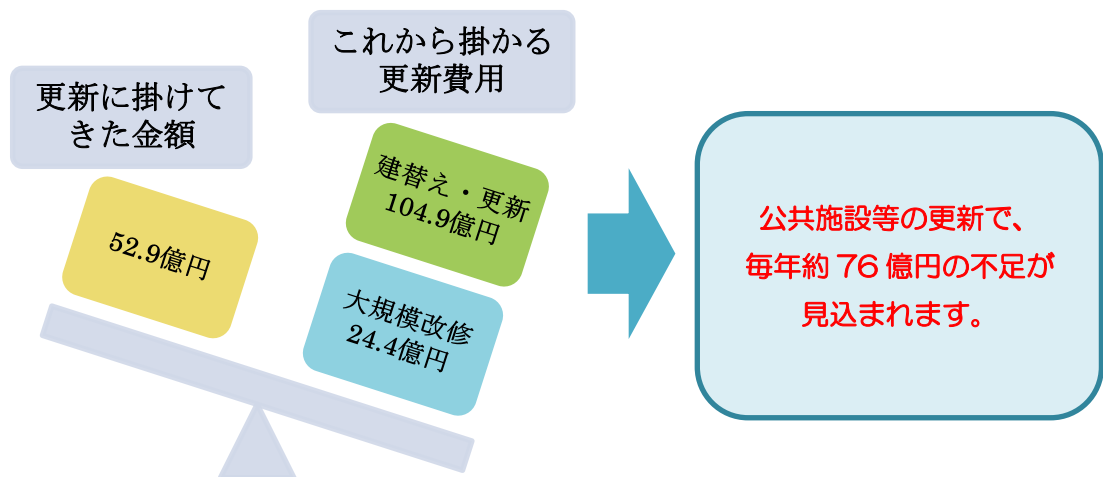 更新に掛けて
きた金額
52.9億円
これから掛かる
更新費用
建替え・更新
104.9億円
大規模改修
24.4億円
公共施設等の更新で、
毎年約 76 億円の不足が
見込まれます。